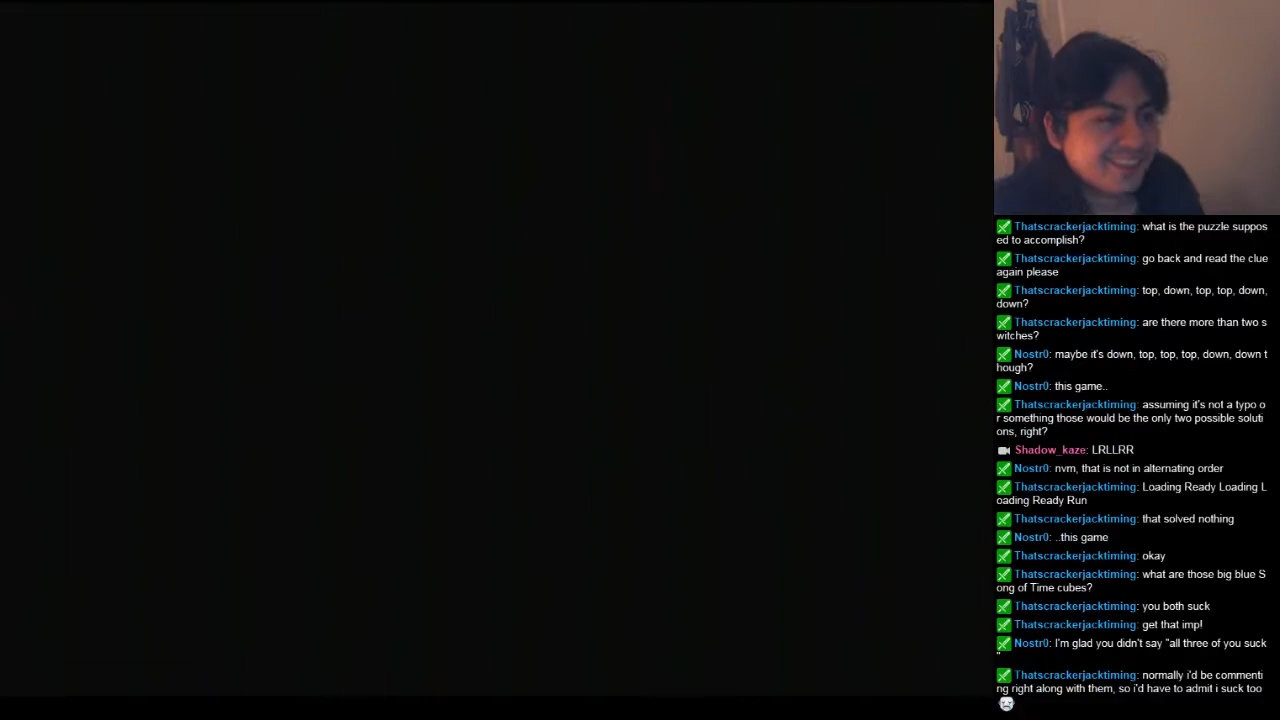 Thatscrackerjacktiming: what is the puzzle suppos
ed to accomplish?
Thatscrackerjacktiming: go back and read the clue
again please
Thatscrackerjacktiming: top, down, top, top, down,
down?
Thatscrackerjacktiming: are there more than two s
witches?
Nostr0: maybe it's down, top, top, top, down, down t
hough?
Nostr0: this game..
Thatscrackerjacktiming: assuming it's not a typo o
r something those would be the only two possible soluti
ons, right?
Shadow_kaze: LRLLRR
Nostr0: nvm, that is not in alternating order
Thatscrackerjacktiming: Loading Ready Loading L
oading Ready Run
Thatscrackerjacktiming: that solved nothing
Nostr0: ..this game
Thatscrackerjacktiming: okay
Thatscrackerjacktiming: what are those big blue S
ong of Time cubes?
Thatscrackerjacktiming: you both suck
Thatscrackerjacktiming: get that imp!
Nostr0: I'm glad you didn't say "all three of you suck
"
Thatscrackerjacktiming: normally i'd be commenti
ng right along with them, so i'd have to admit i suck too